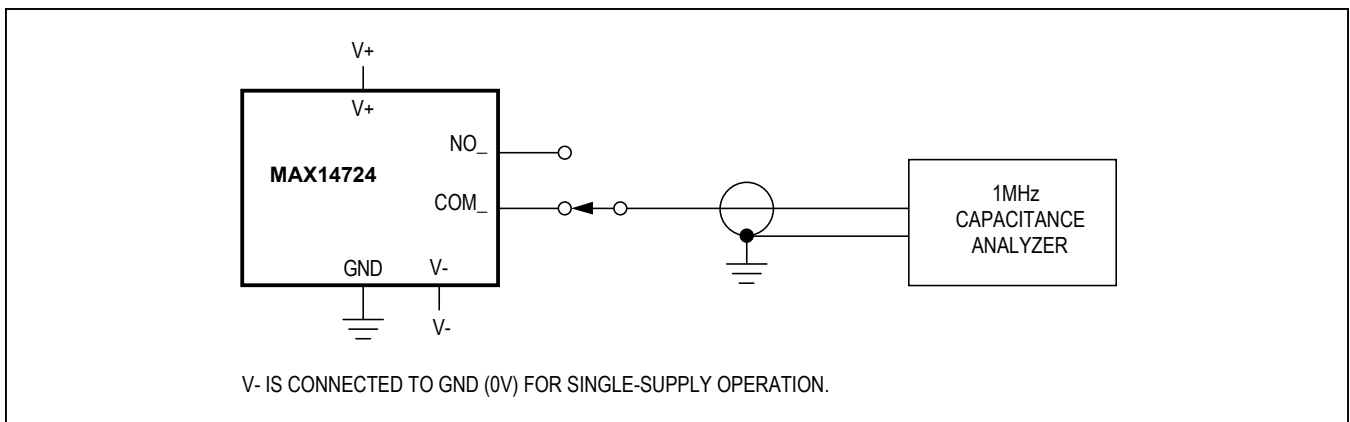 V+
V+
NO_
MAX14724
COM_
GND V-
V-
1MHz
CAPACITANCE
ANALYZER
V- IS CONNECTED TO GND (0V) FOR SINGLE-SUPPLY OPERATION.